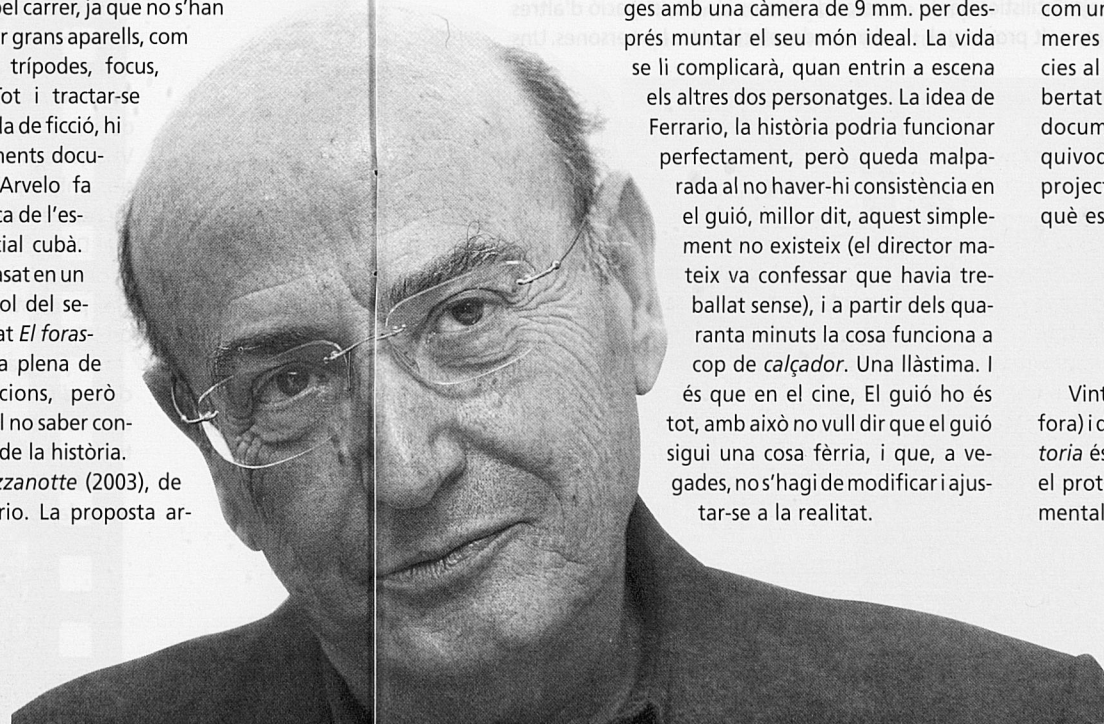 pel carrer, ja que no s'han
r grans aparells, com
trípodes, focus,
Tot i tractar-se
la de ficció, hi
ments docu-
Arvelo fa
ca de l'es-
cial cubà.
asat en un
ol del se-
at El foras-
a plena de
cions, però
l no saber con-
de la història.
zzanotte (2003), de
rio. La proposta ar-
ges amb una càmera de 9 mm. per des-
prés muntar el seu món ideal. La vida
se li complicarà, quan entrin a escena
els altres dos personatges. La idea de
Ferrario, la història podria funcionar
perfectament, però queda malpa-
rada al no haver-hi consistència en
el guió, millor dit, aquest simple-
ment no existeix (el director ma-
teix va confessar que havia tre-
ballat sense), i a partir dels qua-
ranta minuts la cosa funciona a
cop de calçador. Una llàstima. I
és que en el cine, El guió ho és
tot, amb això no vull dir que el guió
sigui una cosa fèrria, i que, a ve-
gades, no s'hagi de modificar i ajus-
tar-se a la realitat.
com un
meres
cies al
bertat
docum
quivoc
project
què es
Vint
fora) i
toria és
el prot
mental